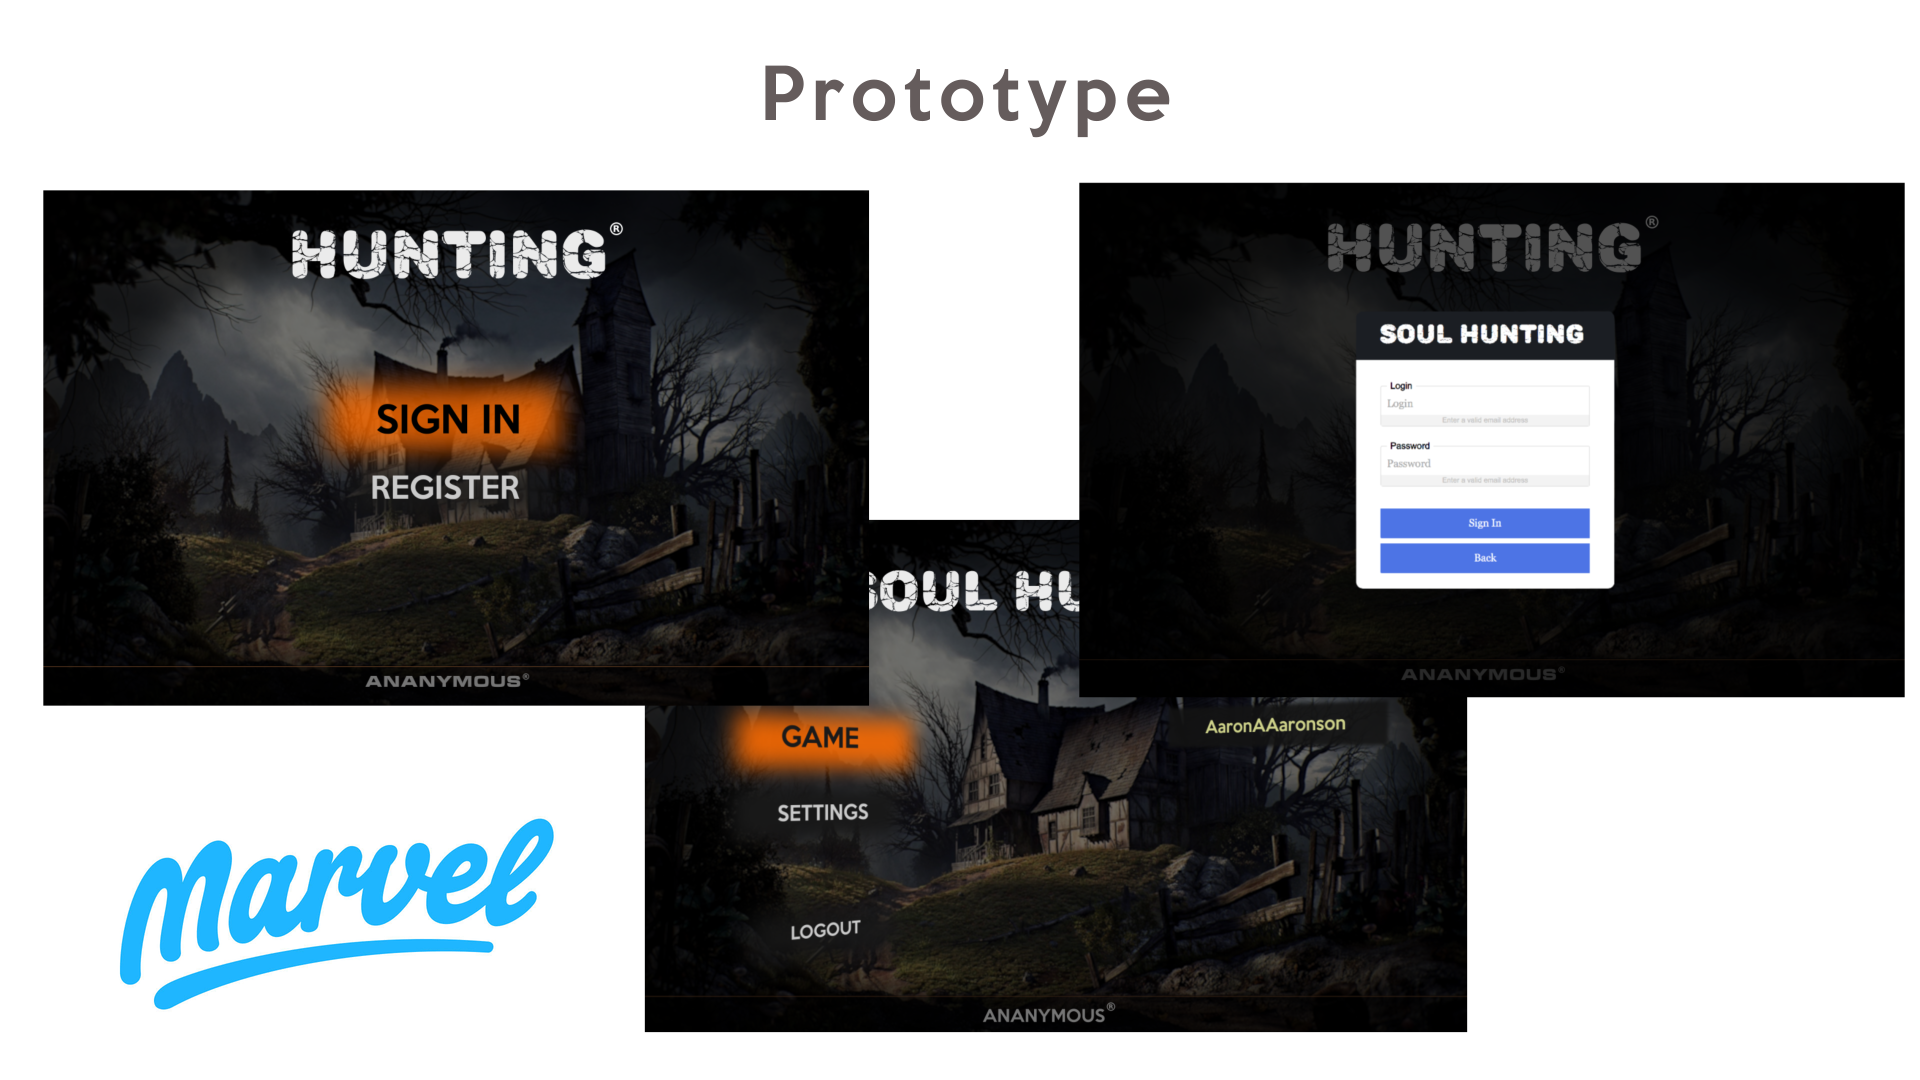 Prototype
HUNTING®
SIGN IN
REGISTER
ANANYMOUS®
HUNTING®
SOUL HUNTING
Login
Login
Enter a valid email address
Password
Password
Enter a valid email address
Sign In
Back
ANANYMOUS®
SOUL HU
GAME
AaronAAaronson
SETTINGS
LOGOUT
ANANYMOUS®
Marvel